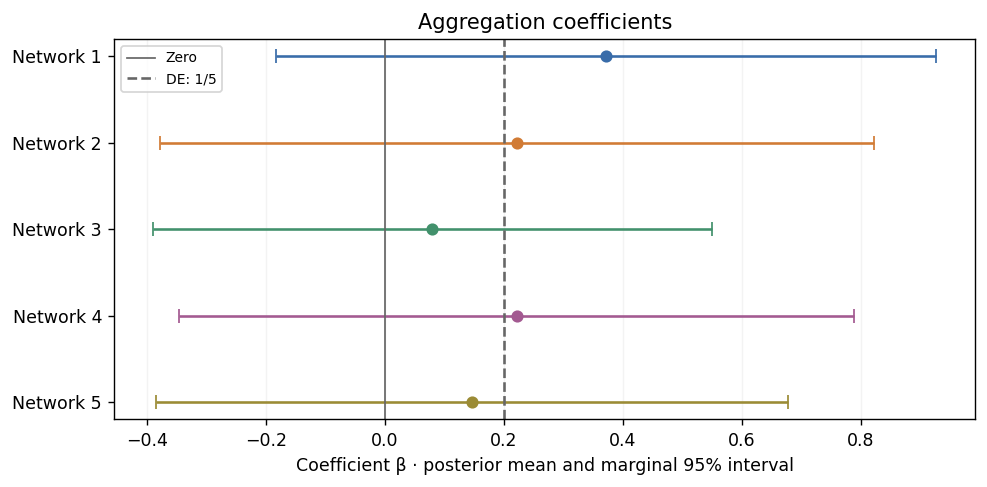 Aggregation coefficients
Zero
DE: 1/5
Network 1
Network 2
Network 3
Network 4
Network 5
−0.4 −0.2 0.0 0.2 0.4 0.6 0.8
Coefficient β · posterior mean and marginal 95% interval